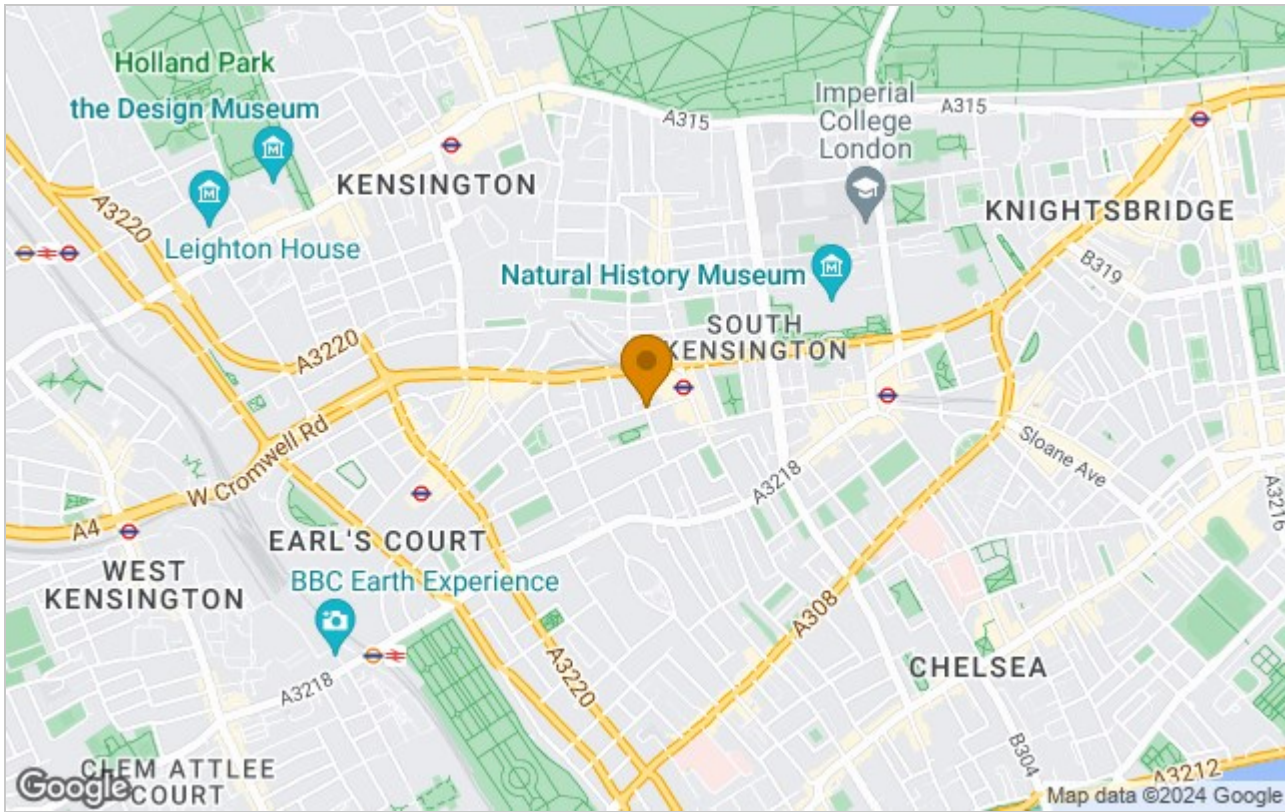 Holland Park
the Design Museum
A315
A315
Imperial
College
London
KENSINGTON
A3220
Leighton House
KNIGHTSBRIDGE
B319
Natural History Museum
SOUTH
KENSINGTON
A3220
Sloane Ave
W Cromwell Rd
A3218
A3216
A4
EARL'S COURT
WEST
KENSINGTON
BBC Earth Experience
A308
A3220
CHELSEA
A3218
B304
CLEM ATTLEE
COURT
A3212
Google
Map data ©2024 Google